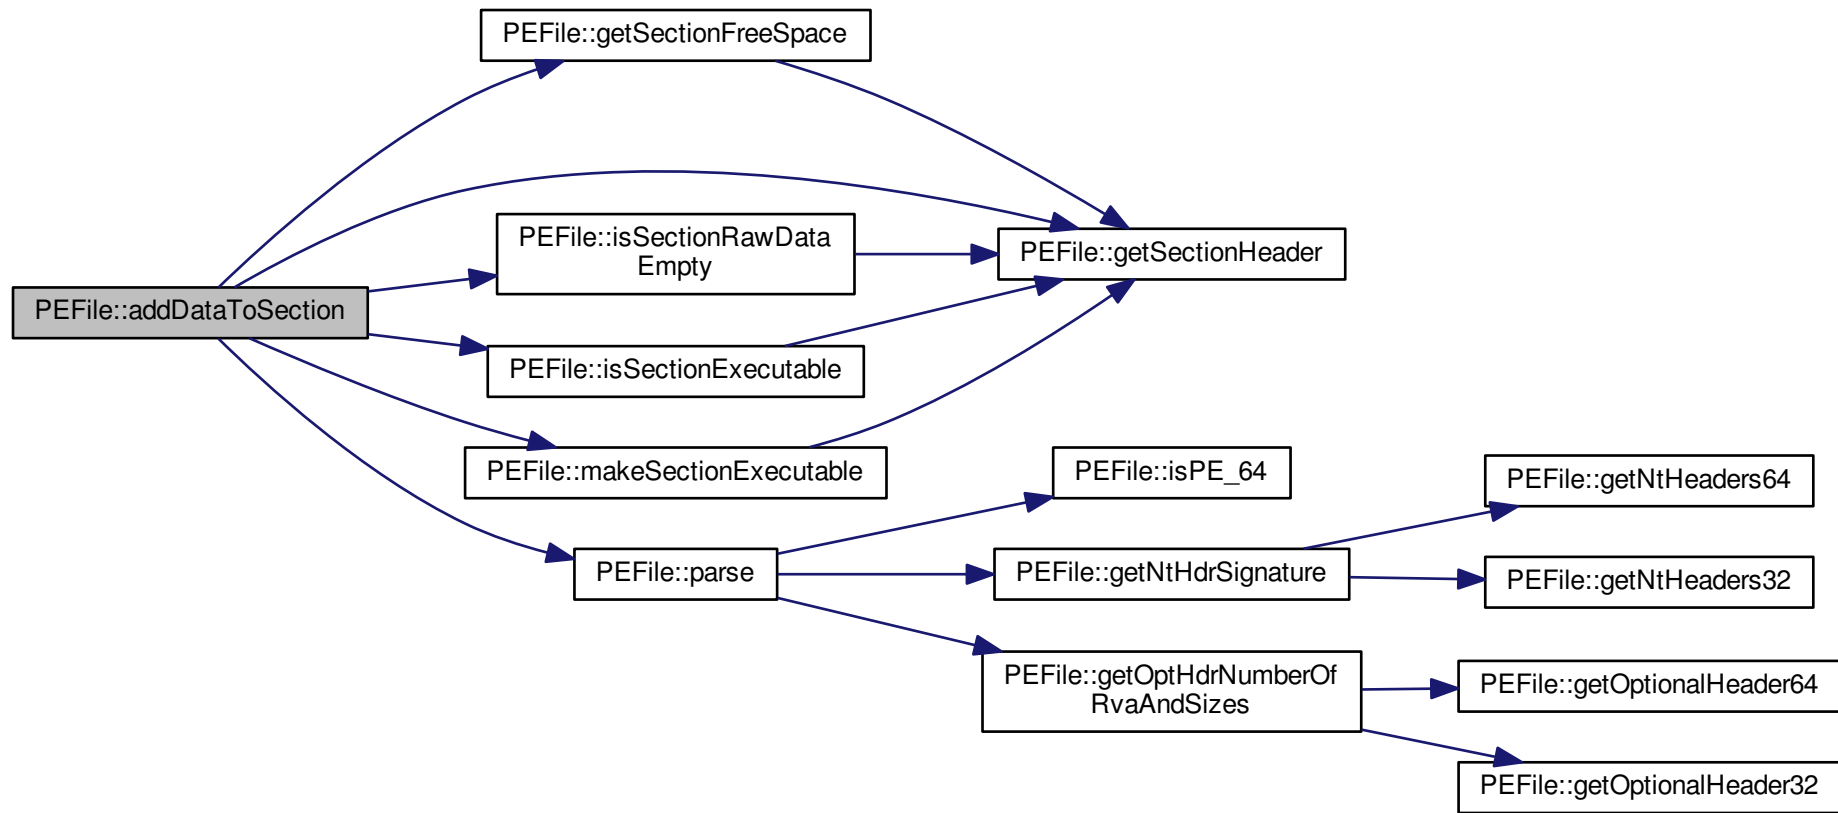 PEFile::getSectionFreeSpace
PEFile::isSectionRawData
Empty
PEFile::getSectionHeader
PEFile::addDataToSection
PEFile::isSectionExecutable
PEFile::makeSectionExecutable
PEFile::isPE_64
PEFile::getNtHeaders64
PEFile::parse
PEFile::getNtHdrSignature
PEFile::getNtHeaders32
PEFile::getOptHdrNumberOf
RvaAndSizes
PEFile::getOptionalHeader64
PEFile::getOptionalHeader32